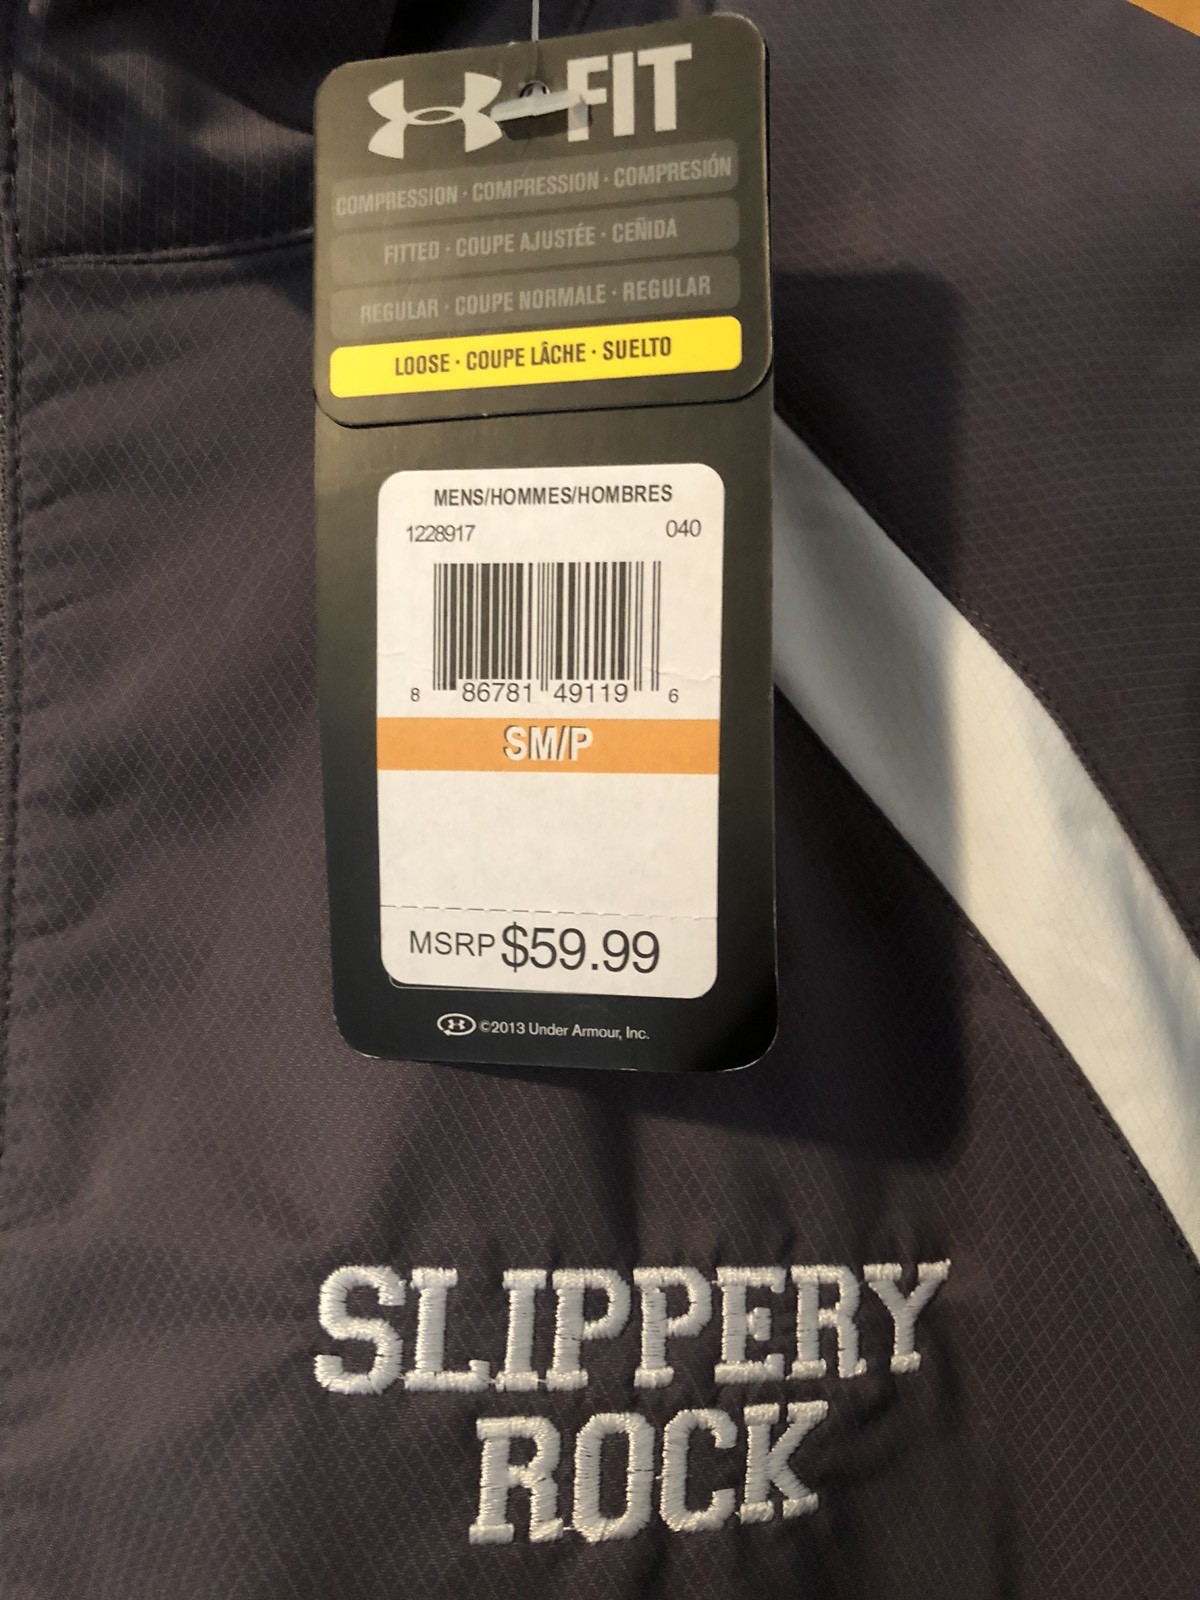 FIT
COMPRESSION · COMPRESSION · COMPRESIÓN
FITTED · COUPE AJUSTÉE · CEÑIDA
REGULAR · COUPE NORMALE · REGULAR
LOOSE · COUPE LÂCHE · SUELTO
MENS/HOMMES/HOMBRES
1228917 040
8 86781 49119 6
SM/P
MSRP $59.99
©2013 Under Armour, Inc.
SLIPPERY
ROCK